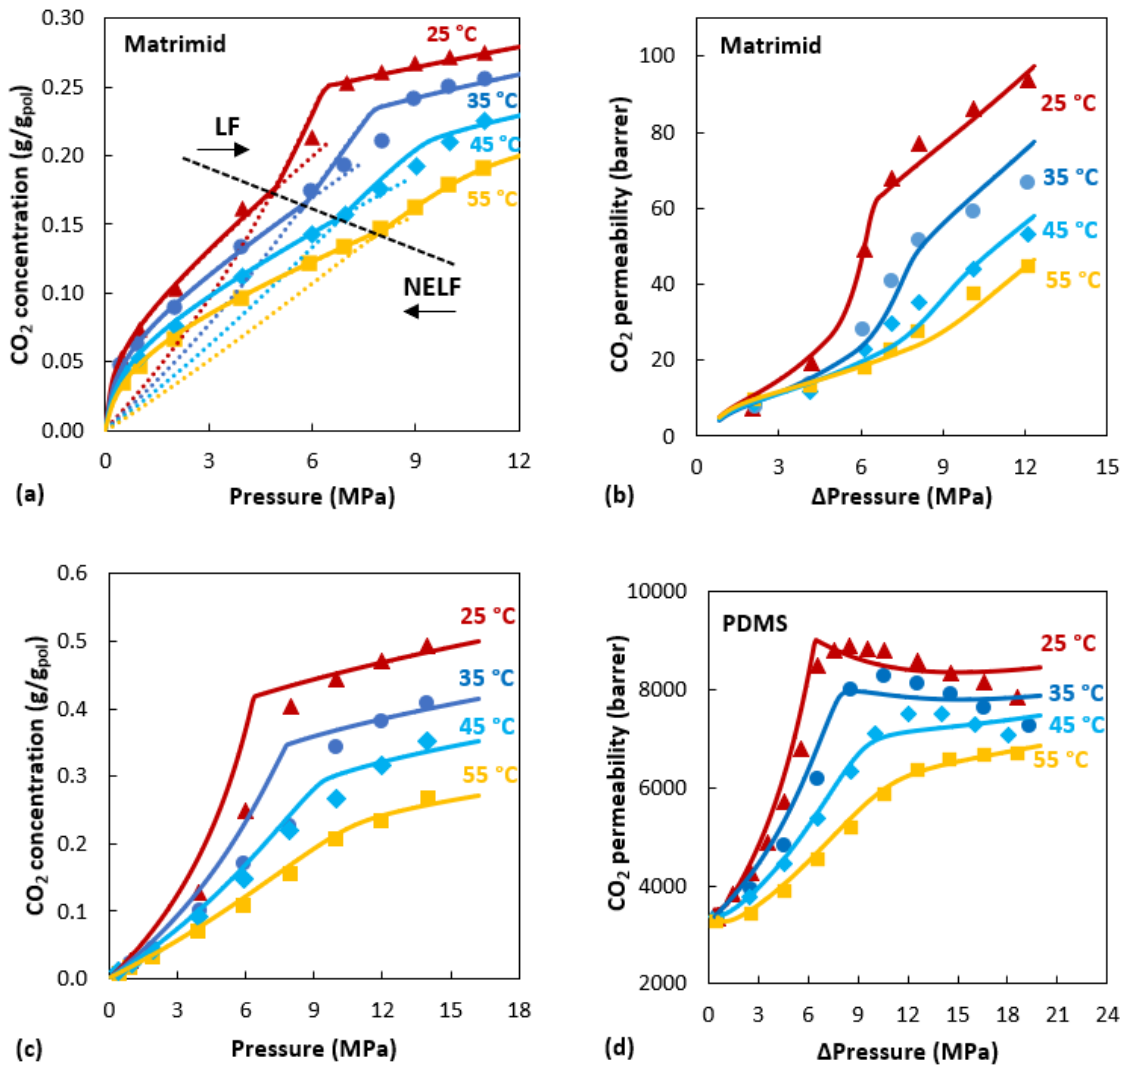 0.30
0.25
0.20
0.15
0.10
0.05
0.00
CO2 concentration (g/gpol)
Matrimid
25 °C
35 °C
45 °C
55 °C
LF
NELF
0 3 6 9 12
(a)
Pressure (MPa)
100
80
60
40
20
0
CO2 permeability (barrer)
Matrimid
25 °C
35 °C
45 °C
55 °C
0 3 6 9 12 15
(b)
ΔPressure (MPa)
0.6
0.5
0.4
0.3
0.2
0.1
0.0
CO2 concentration (g/gpol)
25 °C
35 °C
45 °C
55 °C
0 3 6 9 12 15 18
(c)
Pressure (MPa)
10000
8000
6000
4000
2000
CO2 permeability (barrer)
PDMS
25 °C
35 °C
45 °C
55 °C
0 3 6 9 12 15 18 21 24
(d)
ΔPressure (MPa)